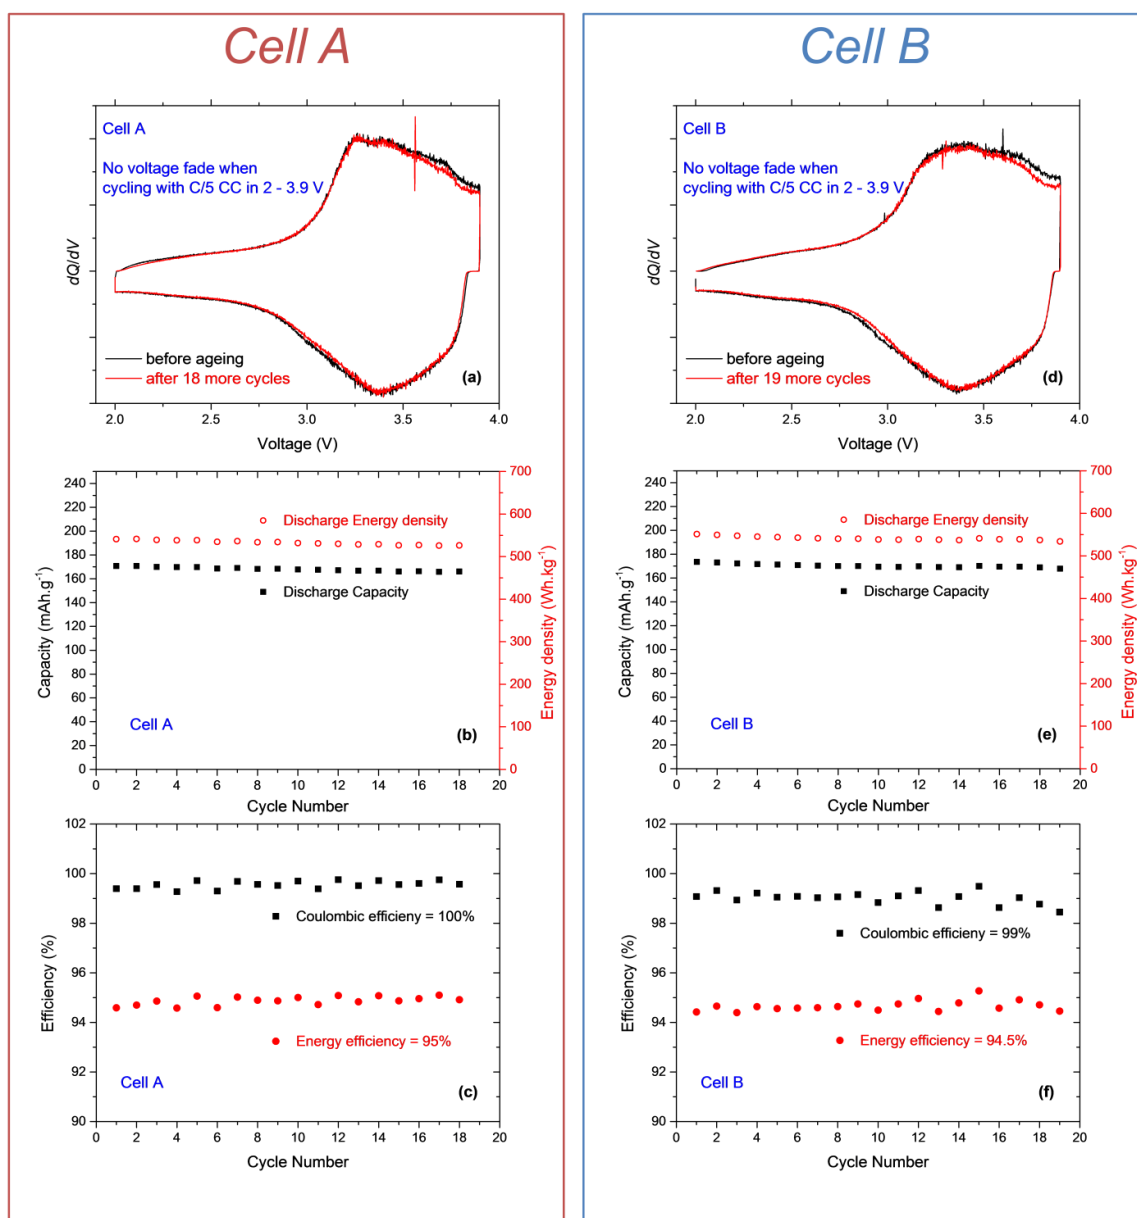 Cell A
Cell A
No voltage fade when
cycling with C/5 CC in 2 - 3.9 V
dQ/dV
before ageing
after 18 more cycles
(a)
2.0 2.5 3.0 3.5 4.0
Voltage (V)
240
220
200
180
160
140
120
100
80
60
40
20
0
Capacity (mAh.g-1)
Discharge Energy density
Discharge Capacity
Cell A
(b)
700
600
500
400
300
200
100
0
Energy density (Wh.kg-1)
0 2 4 6 8 10 12 14 16 18 20
Cycle Number
102
100
98
96
94
92
90
Efficiency (%)
Coulombic efficieny = 100%
Energy efficiency = 95%
Cell A
(c)
0 2 4 6 8 10 12 14 16 18 20
Cycle Number
Cell B
Cell B
No voltage fade when
cycling with C/5 CC in 2 - 3.9 V
dQ/dV
before ageing
after 19 more cycles
(d)
2.0 2.5 3.0 3.5 4.0
Voltage (V)
240
220
200
180
160
140
120
100
80
60
40
20
0
Capacity (mAh.g-1)
Discharge Energy density
Discharge Capacity
Cell B
(e)
700
600
500
400
300
200
100
0
Energy density (Wh.kg-1)
0 2 4 6 8 10 12 14 16 18 20
Cycle Number
102
100
98
96
94
92
90
Efficiency (%)
Coulombic efficieny = 99%
Energy efficiency = 94.5%
Cell B
(f)
0 2 4 6 8 10 12 14 16 18 20
Cycle Number